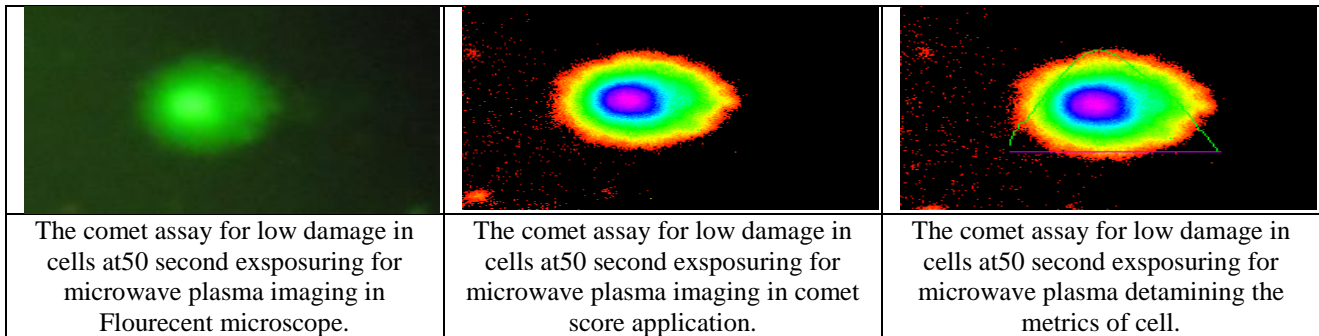 The comet assay for low damage in
cells at50 second exsposuring for
microwave plasma imaging in
Flourecent microscope.
The comet assay for low damage in
cells at50 second exsposuring for
microwave plasma imaging in comet
score application.
The comet assay for low damage in
cells at50 second exsposuring for
microwave plasma detamining the
metrics of cell.